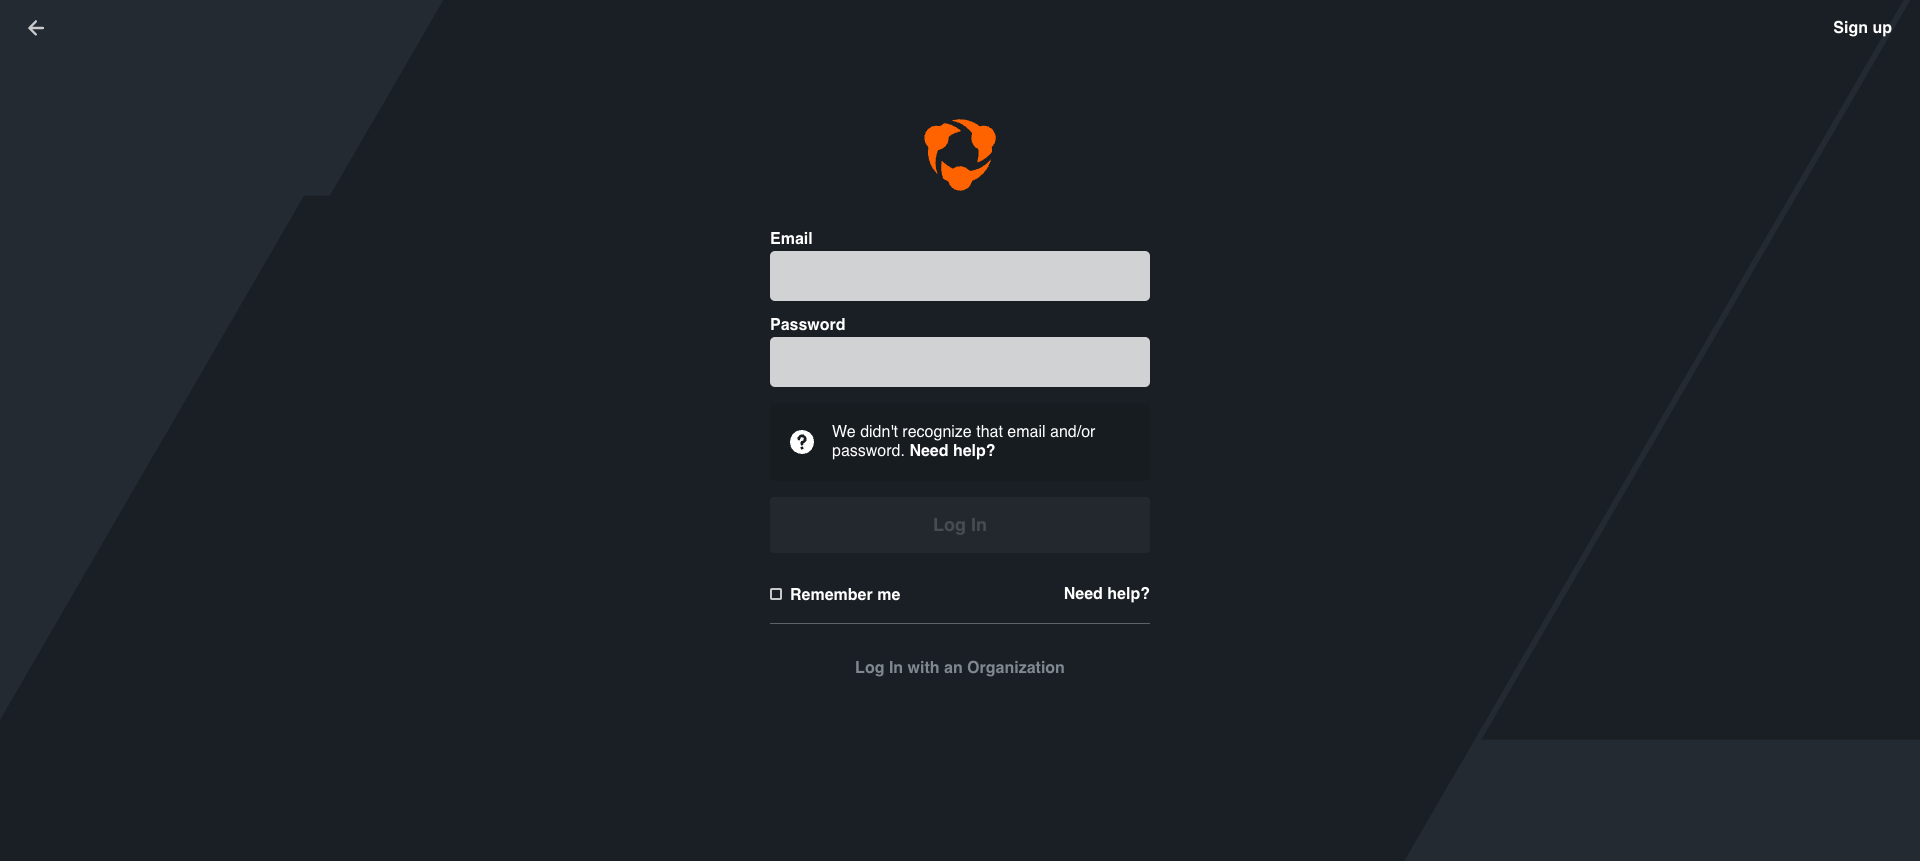 Sign up
Email
Password
We didn't recognize that email and/or
password. Need help?
Log In
Remember me
Need help?
Log In with an Organization